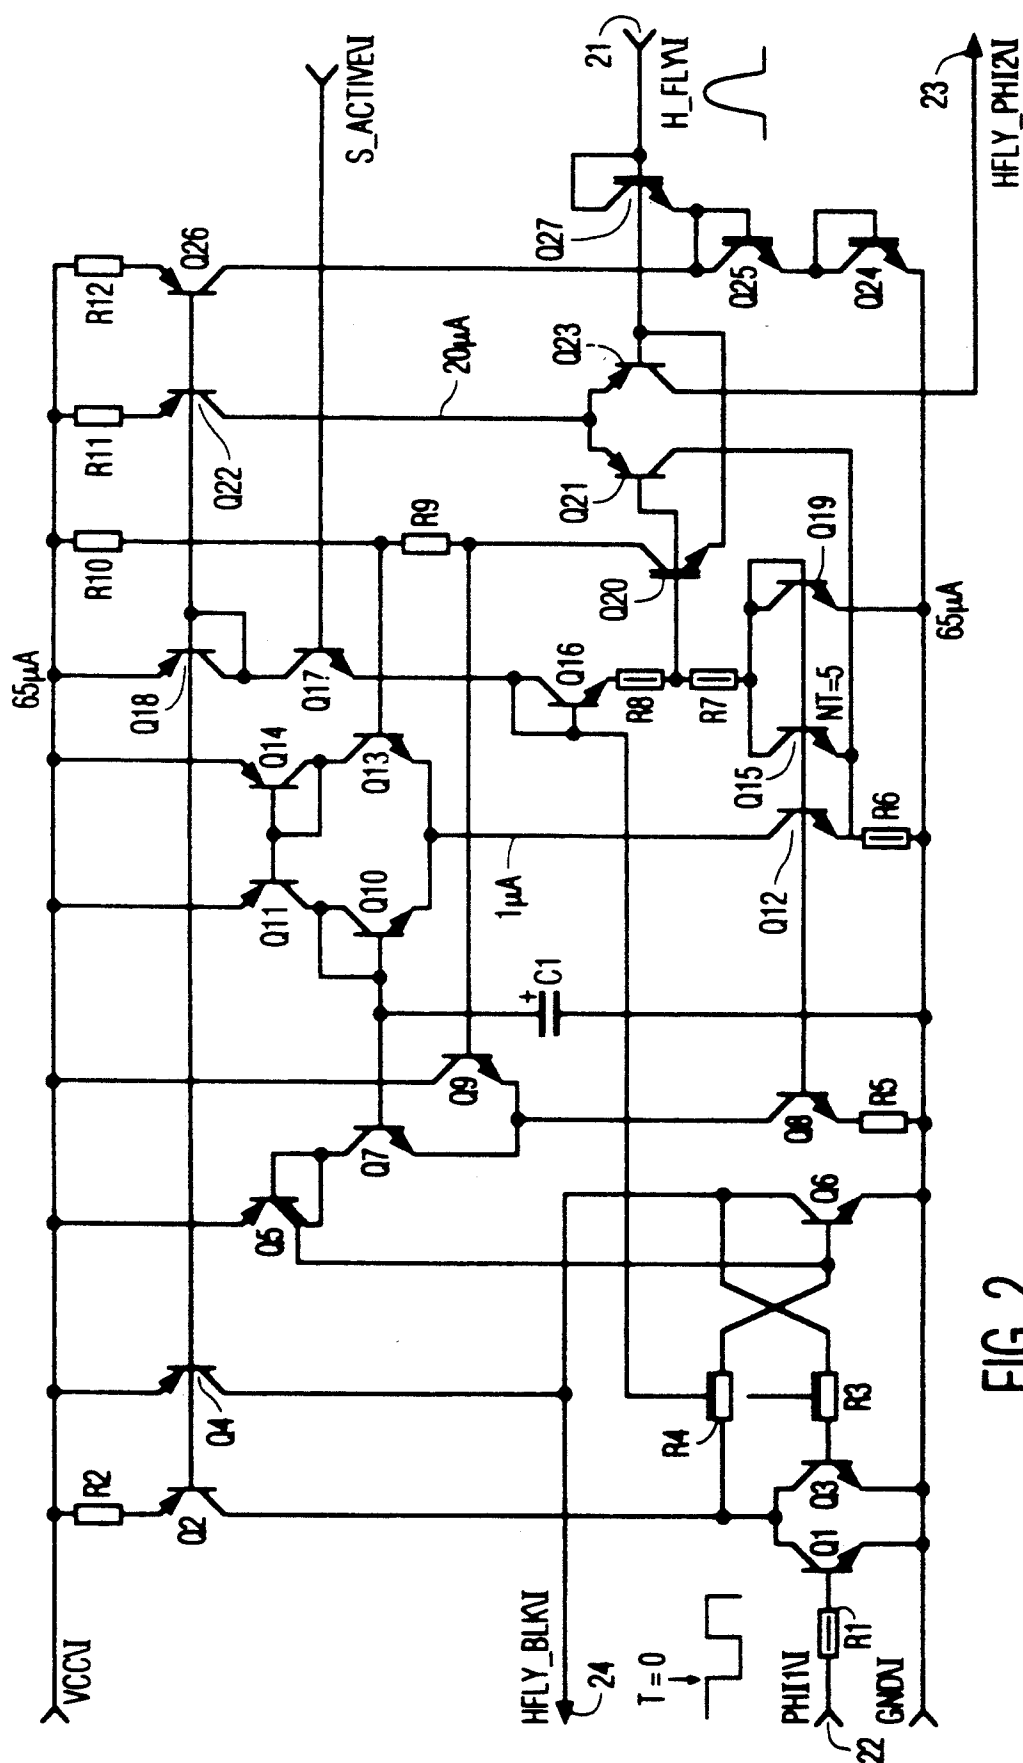 VCC\I
R2
Q2
Q4
HFLY_BLK\I
24
T=0
PHI1\I
22
R1
GND\I
Q1
Q3
R3
R4
Q5
Q6
Q7
Q8
R5
Q9
C1
+
Q10
Q11
Q12
1µA
Q13
Q14
Q15
NT=5
R6
Q16
R7
R8
Q17
Q18
65µA
Q19
65µA
Q20
R9
R10
Q21
Q22
R11
20µA
Q23
Q24
Q25
Q26
R12
Q27
S_ACTIVE\I
21
H_FLY\I
23
HFLY_PHI2\I
FIG. 2